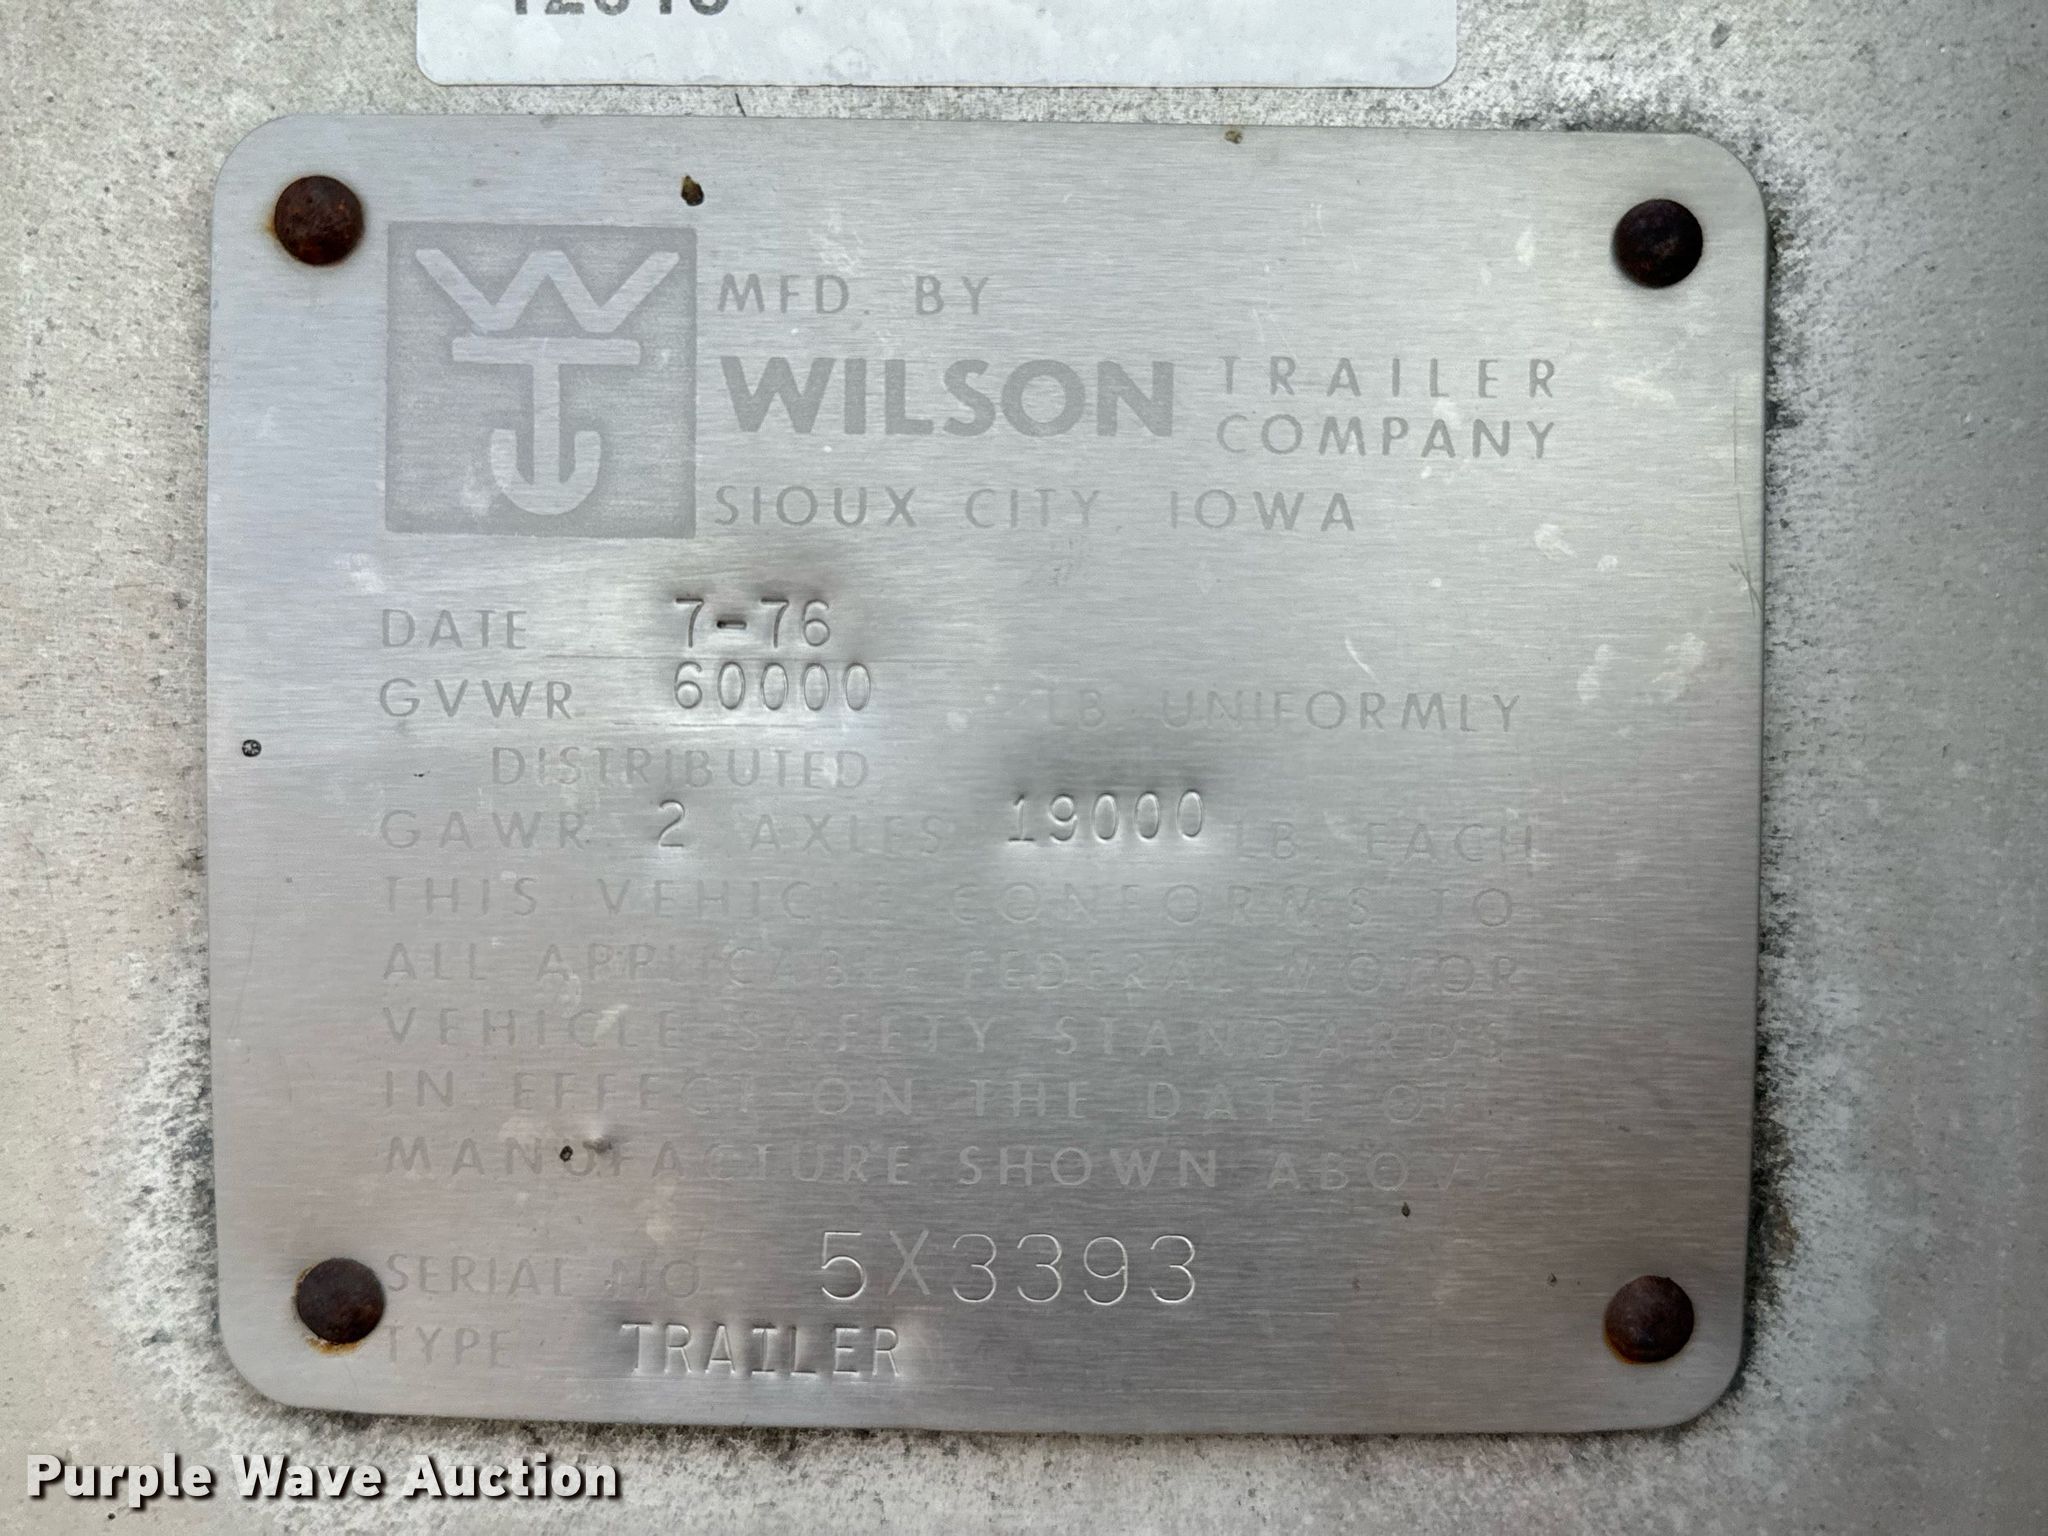 MFD. BY
WILSON TRAILER COMPANY
SIOUX CITY, IOWA
DATE 7-76
GVWR 60000 LB UNIFORMLY
DISTRIBUTED
GAWR 2 AXLES 19000 LB EACH
THIS VEHICLE CONFORMS TO
ALL APPLICABLE FEDERAL MOTOR
VEHICLE SAFETY STANDARDS
IN EFFECT ON THE DATE OF
MANUFACTURE SHOWN ABOVE
SERIAL NO 5X3393
TYPE TRAILER
Purple Wave Auction